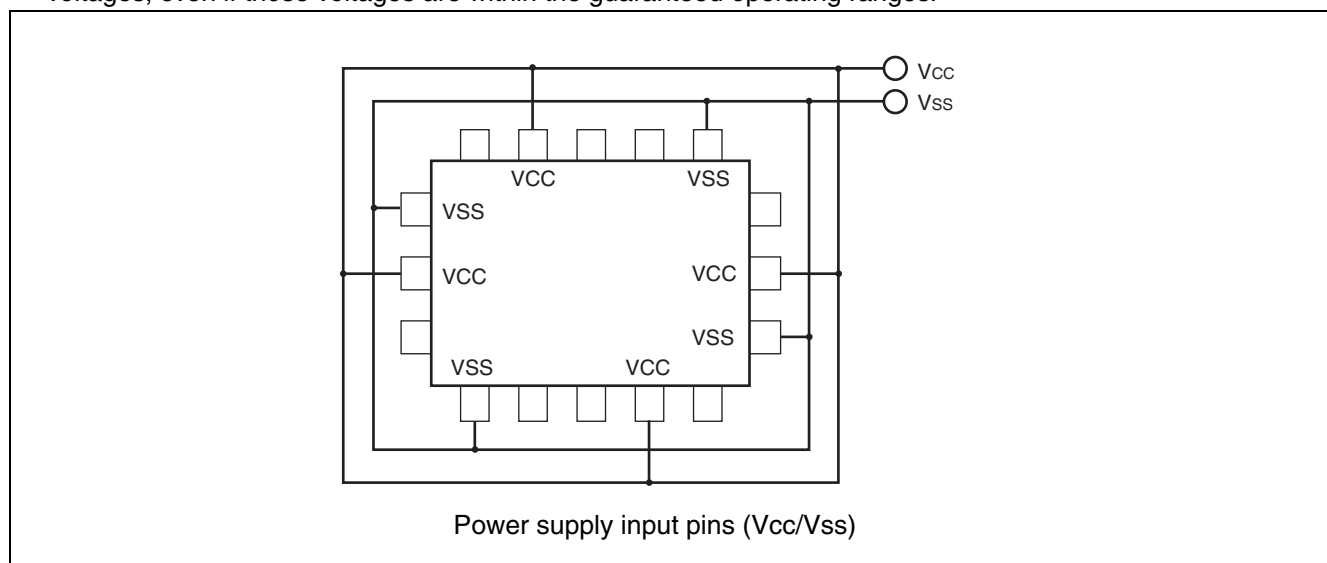 voltages, even if these voltages are within the guaranteed operating ranges.
Vcc
Vss
VCC
VSS
VSS
VCC
VCC
VSS
VSS
VCC
Power supply input pins (Vcc/Vss)